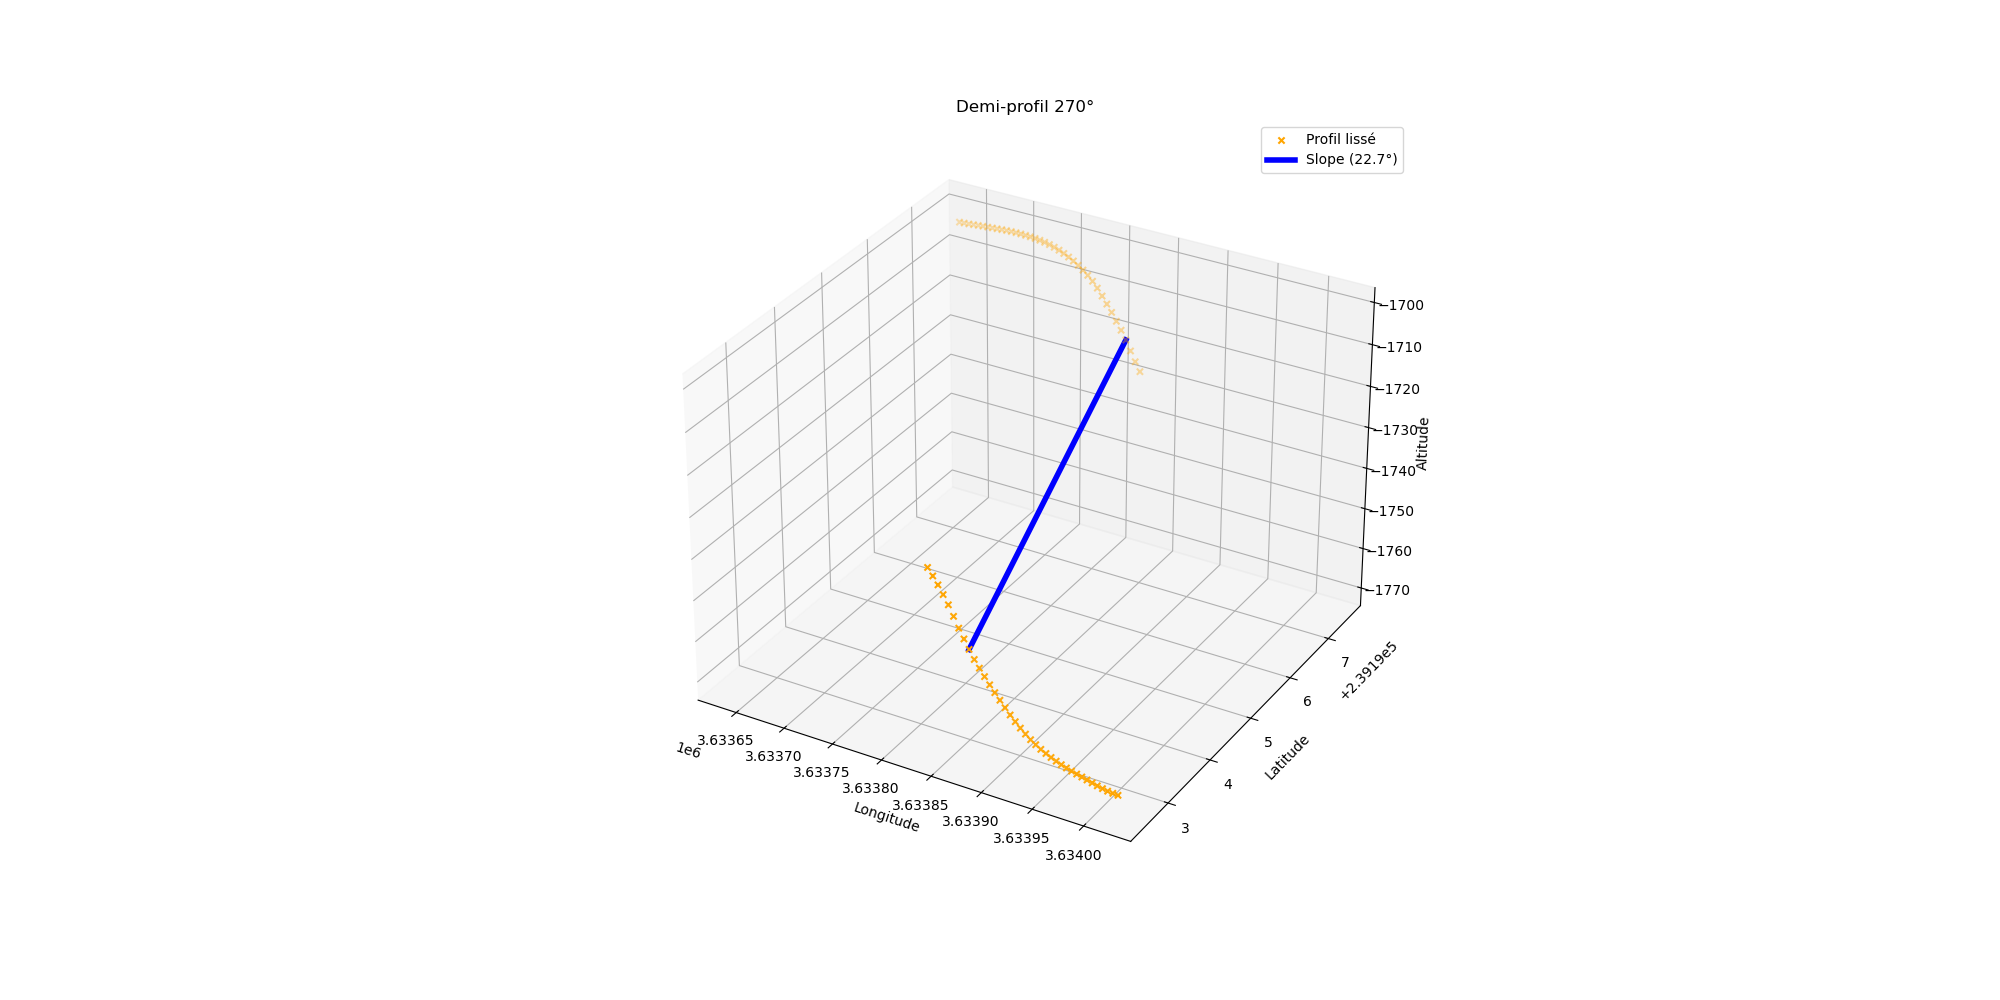 Demi-profil 270°
Profil lissé
Slope (22.7°)
−1700
−1710
−1720
−1730
−1740
−1750
−1760
−1770
Altitude
+2.3919e5
7
6
5
4
3
Latitude
1e6
3.63365
3.63370
3.63375
3.63380
3.63385
3.63390
3.63395
3.63400
Longitude